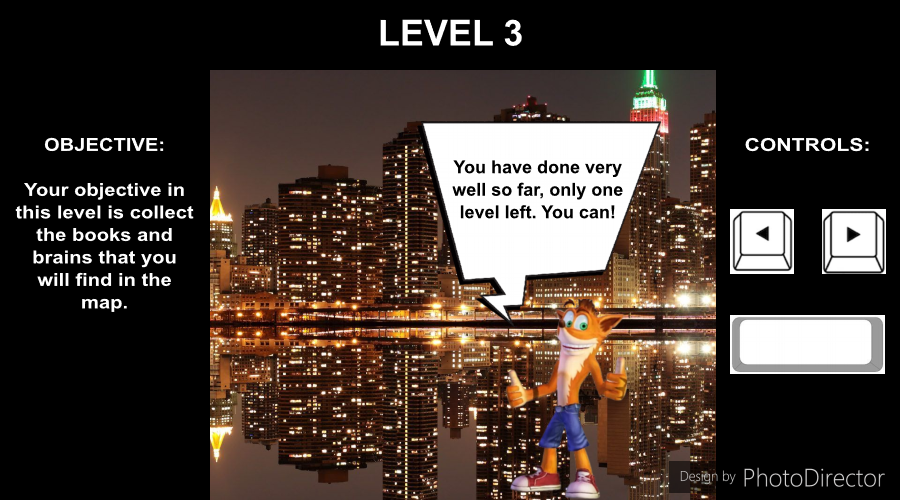 LEVEL 3
OBJECTIVE:
Your objective in
this level is collect
the books and
brains that you
will find in the
map.
You have done very
well so far, only one
level left. You can!
CONTROLS:
Design by PhotoDirector